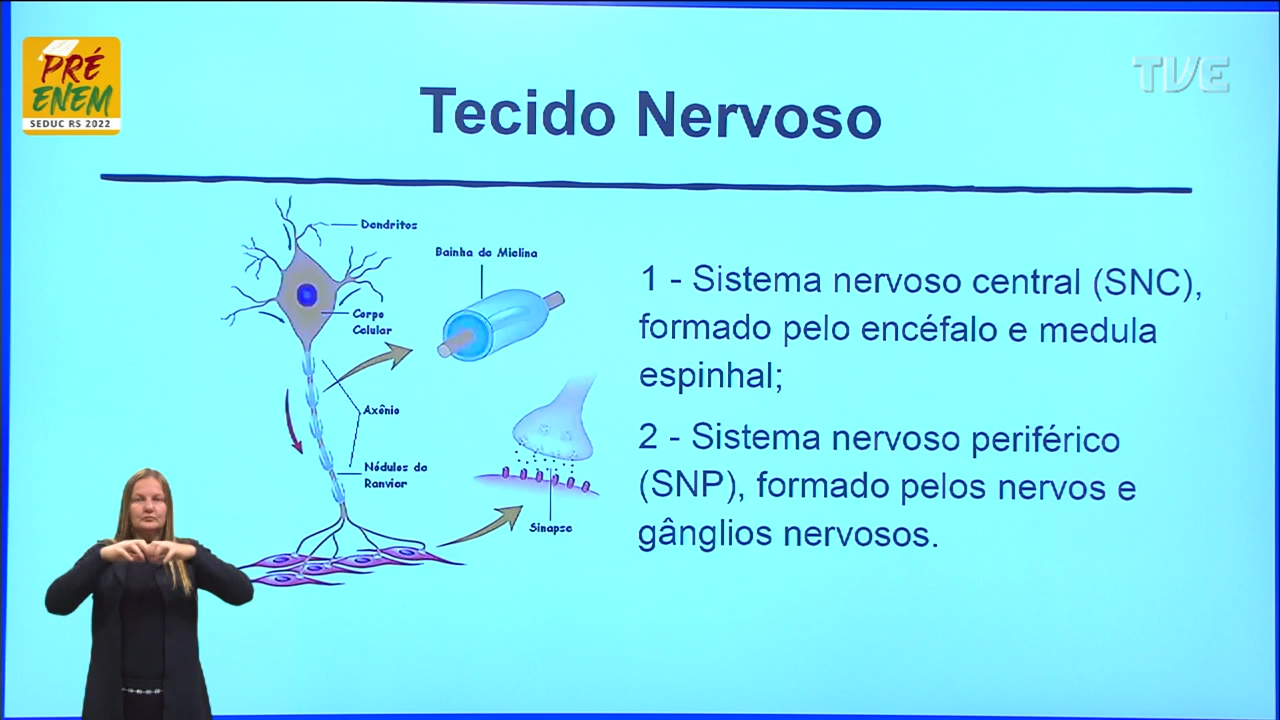 PRÉ
ENEM
SEDUC RS 2022
TVE
Tecido Nervoso
Dendritos
Bainha de Mielina
Corpo
Celular
Axônio
Nódulos de
Ranvier
Sinapse
1 - Sistema nervoso central (SNC),
formado pelo encéfalo e medula
espinhal;
2 - Sistema nervoso periférico
(SNP), formado pelos nervos e
gânglios nervosos.